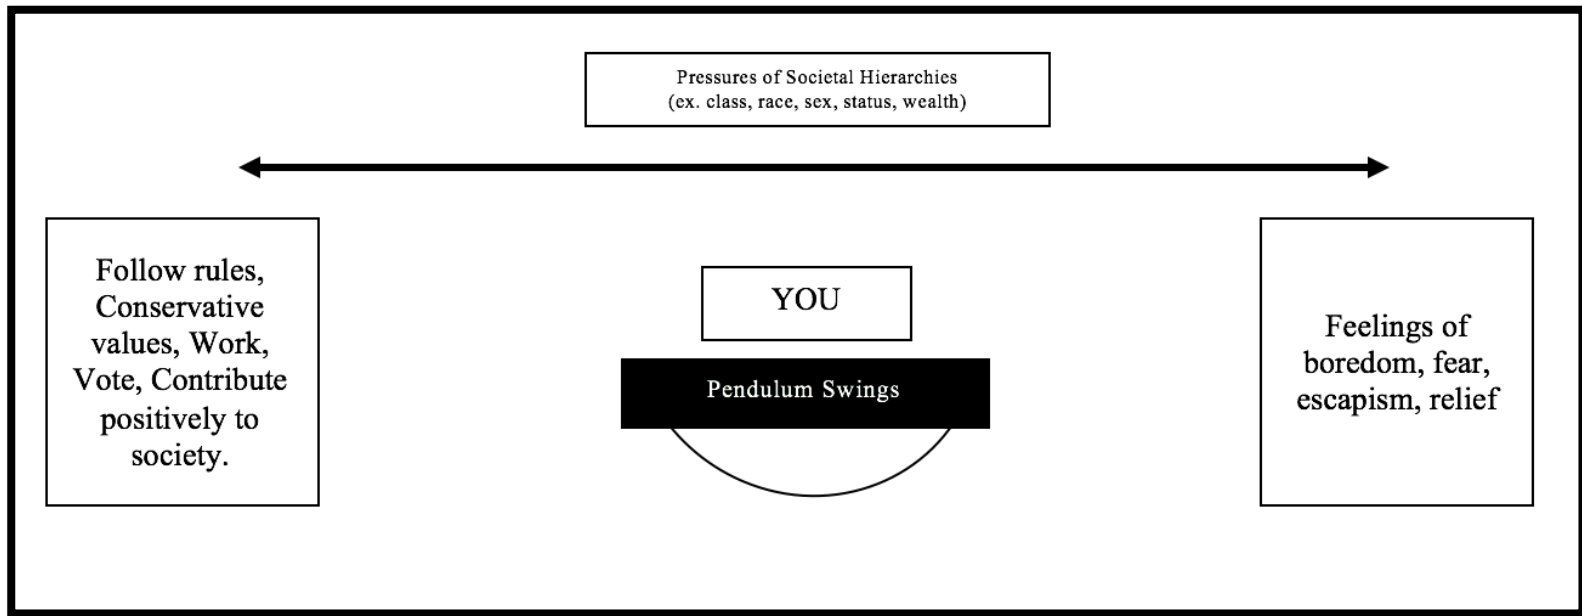 Pressures of Societal Hierarchies
(ex. class, race, sex, status, wealth)
Follow rules,
Conservative
values, Work,
Vote, Contribute
positively to
society.
YOU
Pendulum Swings
Feelings of
boredom, fear,
escapism, relief